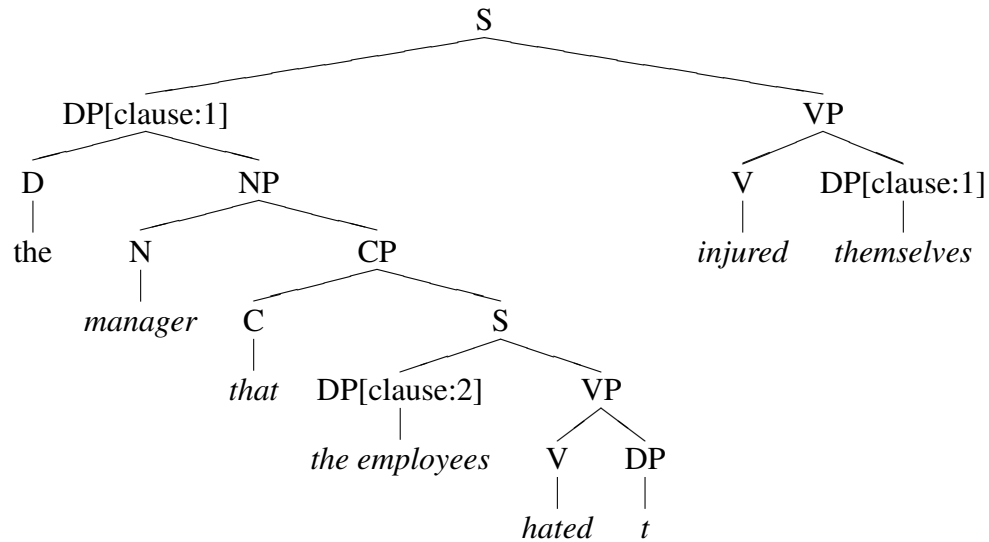 S
DP[clause:1] VP
D NP V DP[clause:1]
the N CP injured themselves
manager C S
that DP[clause:2] VP
the employees V DP
hated t